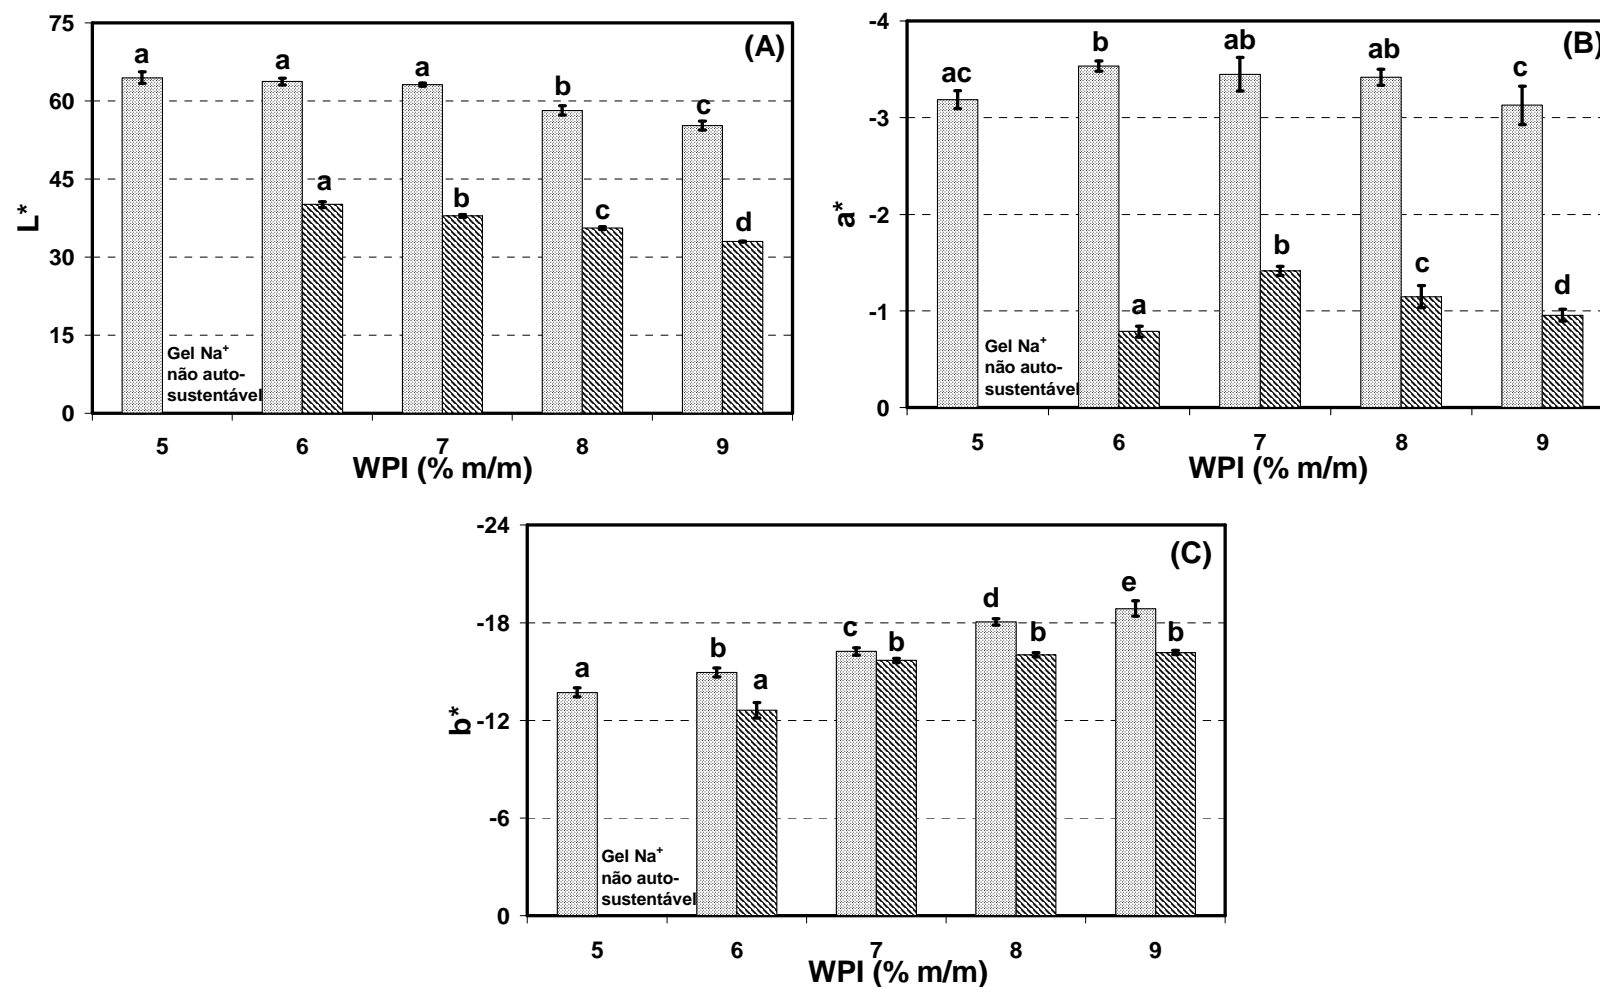 75
60
45
30
15
0
L*
(A)
a
a
a
b
c
a
b
c
d
Gel Na⁺
não auto-
sustentável
5 6 7 8 9
WPI (% m/m)
-4
-3
-2
-1
0
a*
(B)
ac
b
ab
ab
c
a
b
c
d
Gel Na⁺
não auto-
sustentável
5 6 7 8 9
WPI (% m/m)
-24
-18
-12
-6
0
b*
(C)
a
b
a
c
b
d
b
e
b
Gel Na⁺
não auto-
sustentável
5 6 7 8 9
WPI (% m/m)